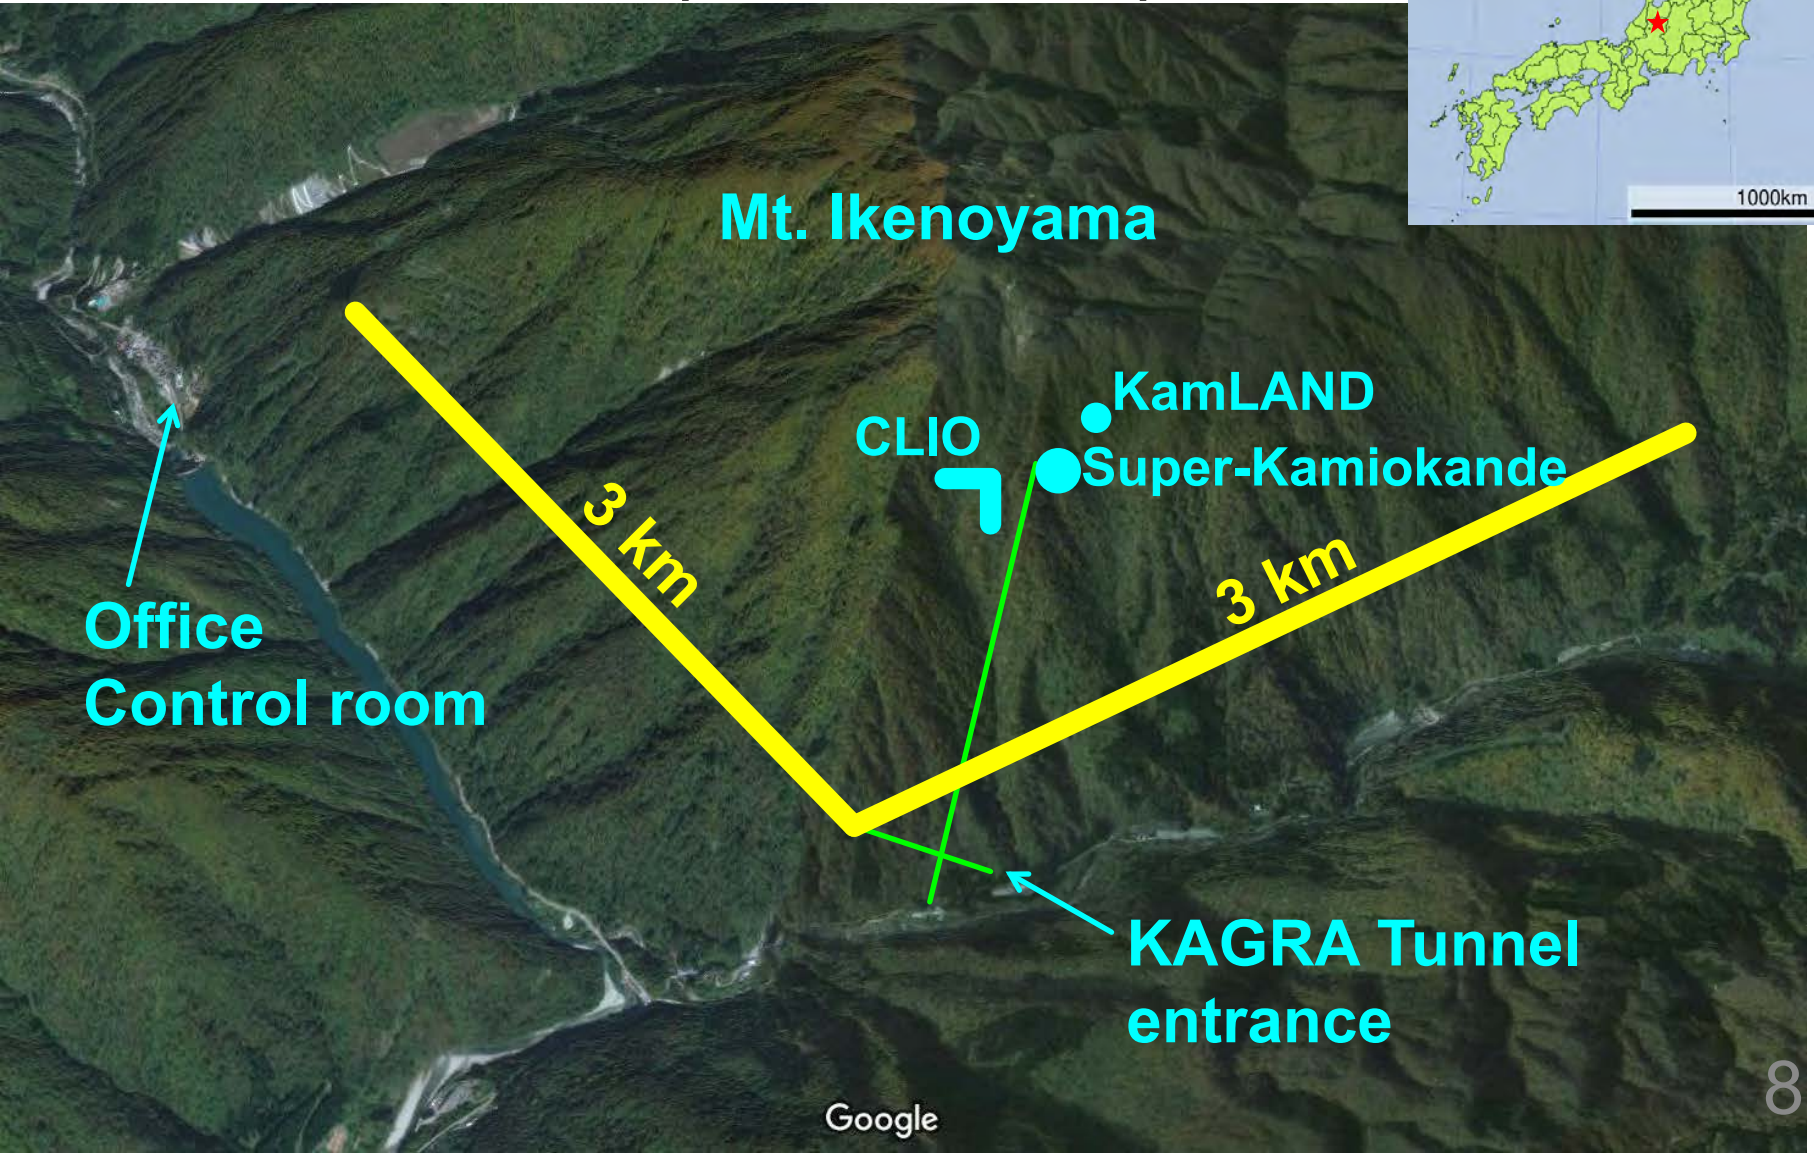 1000km
Mt. Ikenoyama
KamLAND
CLIO
Super-Kamiokande
3 km
3 km
Office
Control room
KAGRA Tunnel
entrance
Google
8